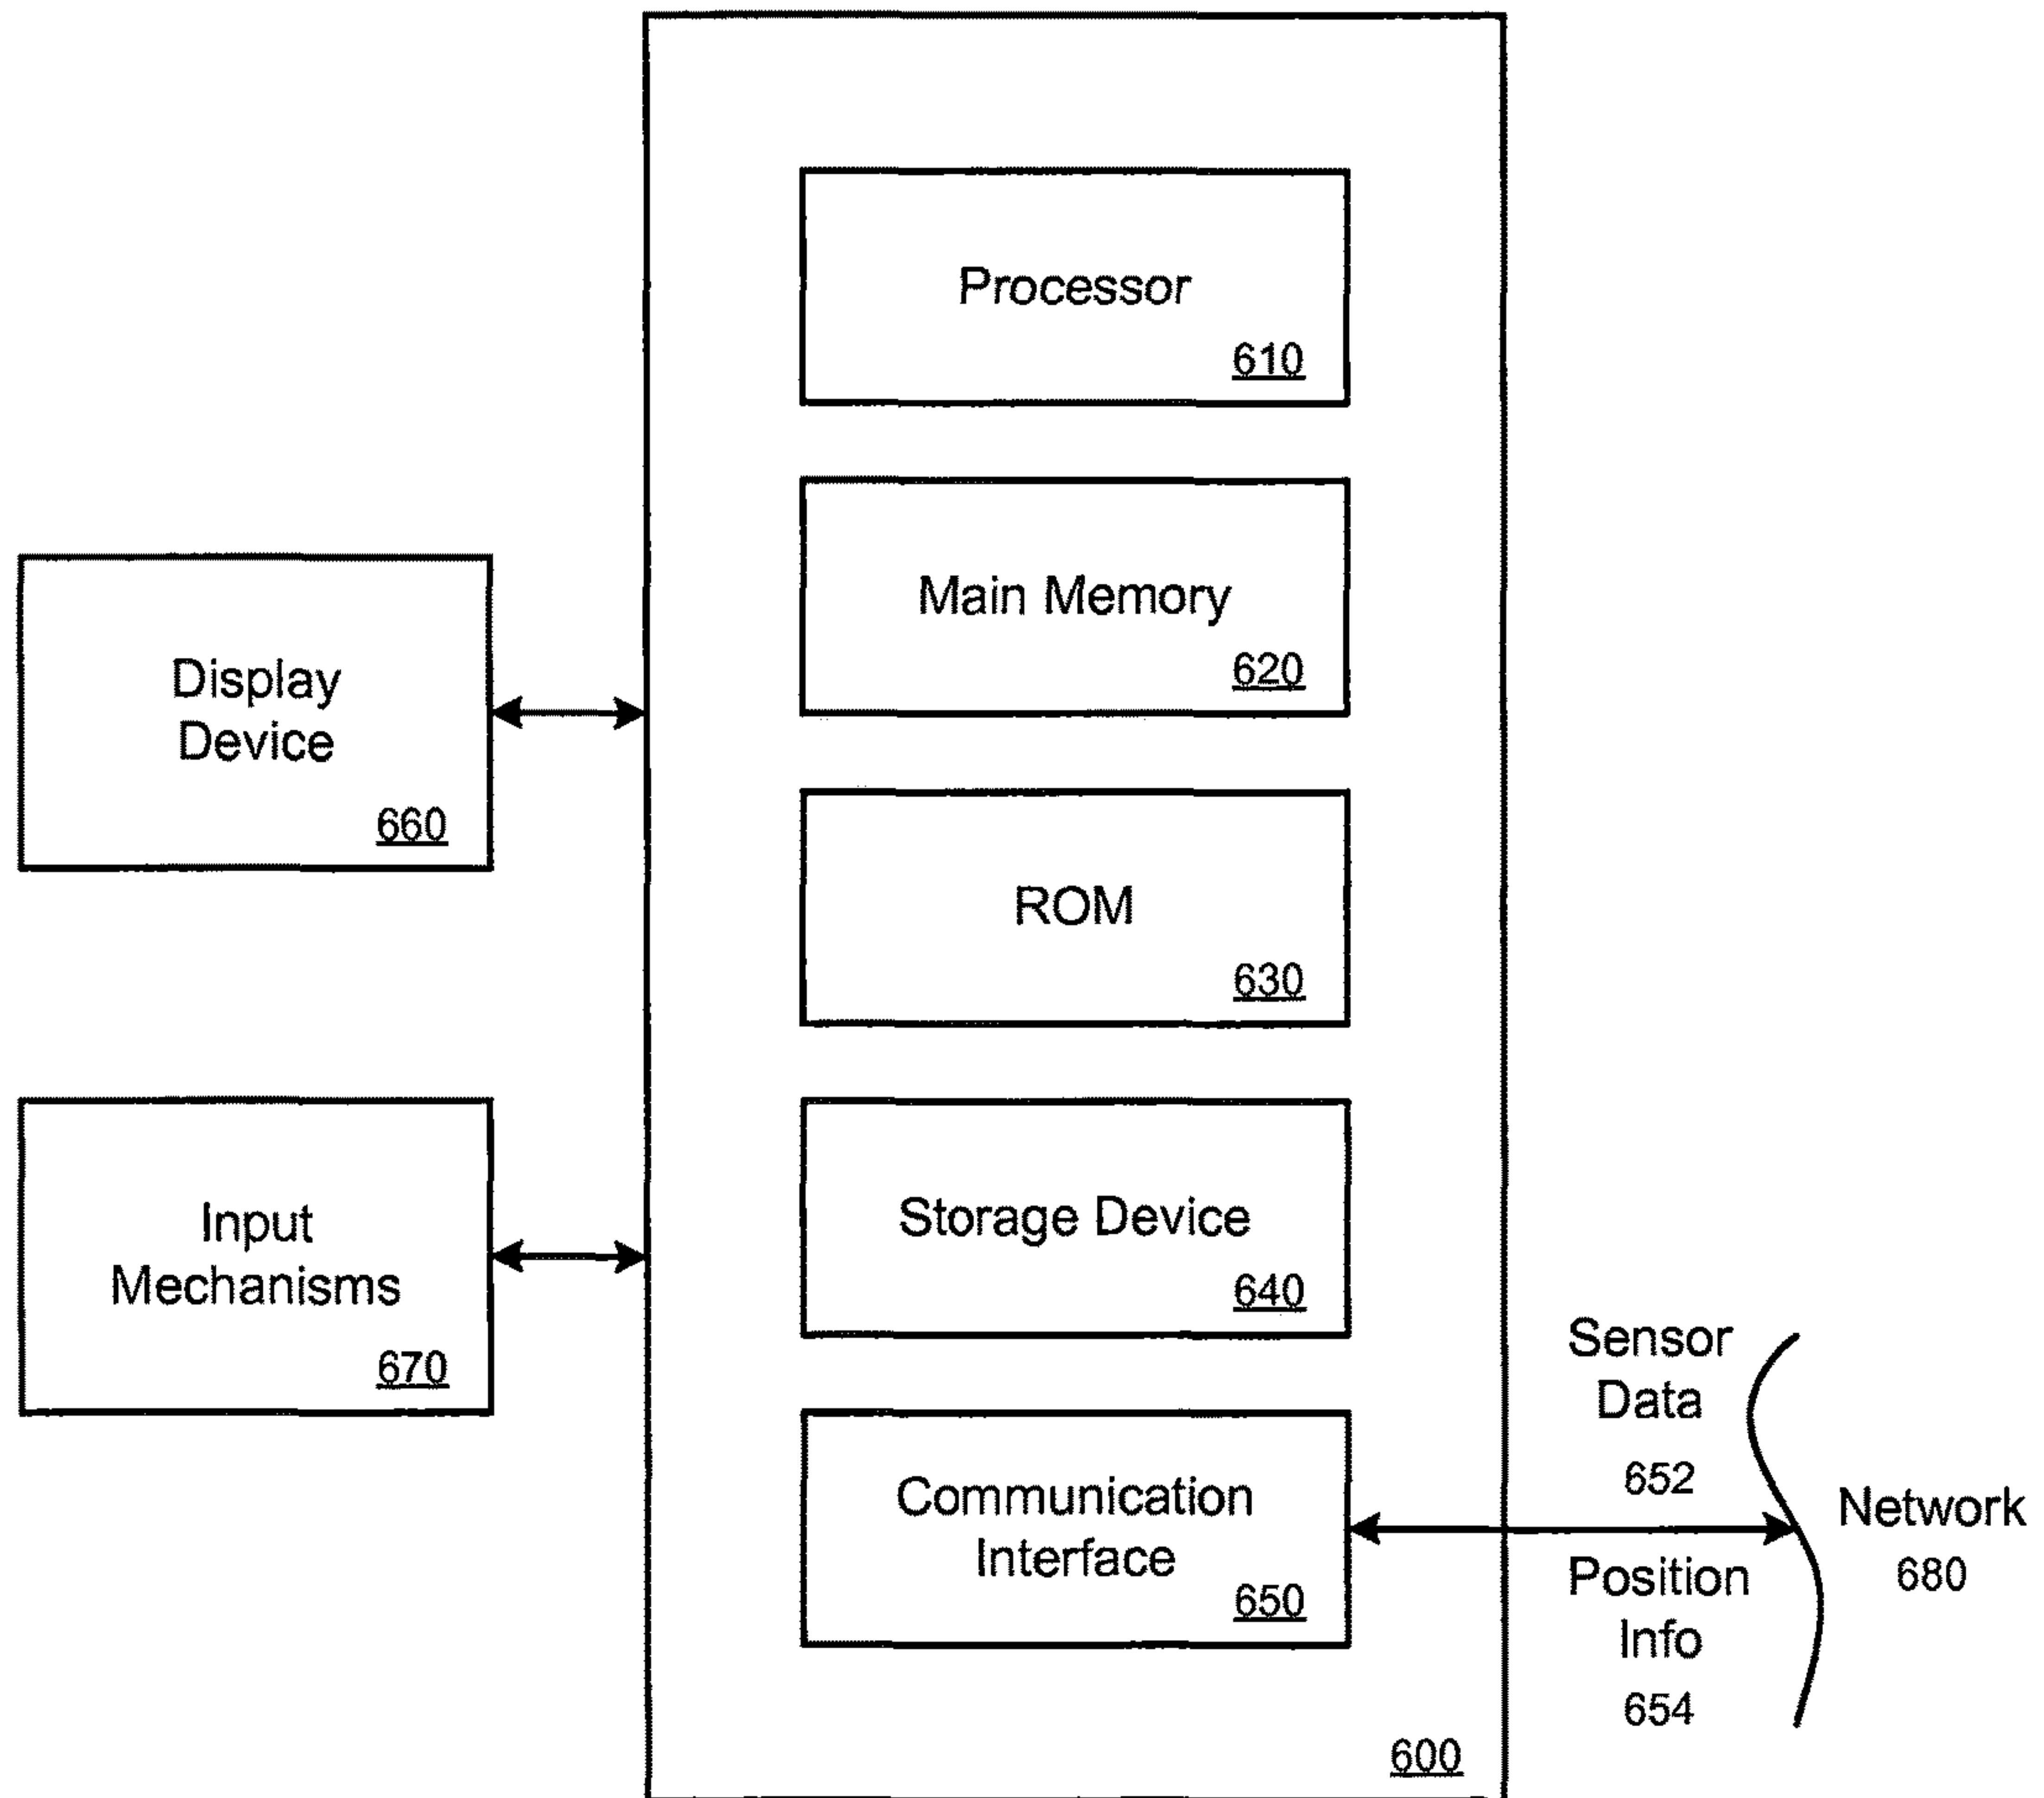 Processor
610
Main Memory
620
Display
Device
660
ROM
630
Storage Device
640
Input
Mechanisms
670
Communication
Interface
650
Sensor
Data
652
Position
Info
654
Network
680
600